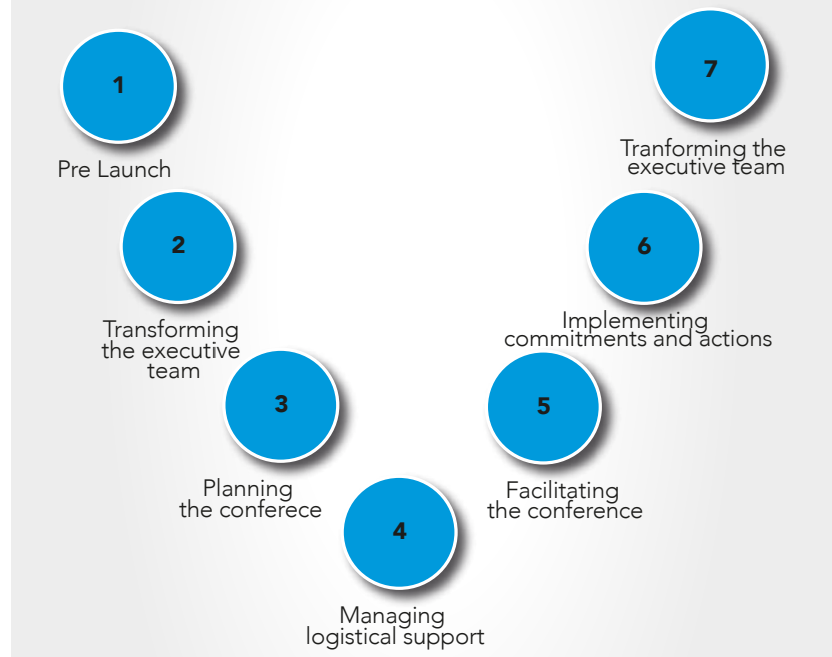 1
Pre Launch
2
Transforming
the executive
team
3
Planning
the conferece
4
Managing
logistical support
5
Facilitating
the conference
6
Implementing
commitments and actions
7
Tranforming the
executive team